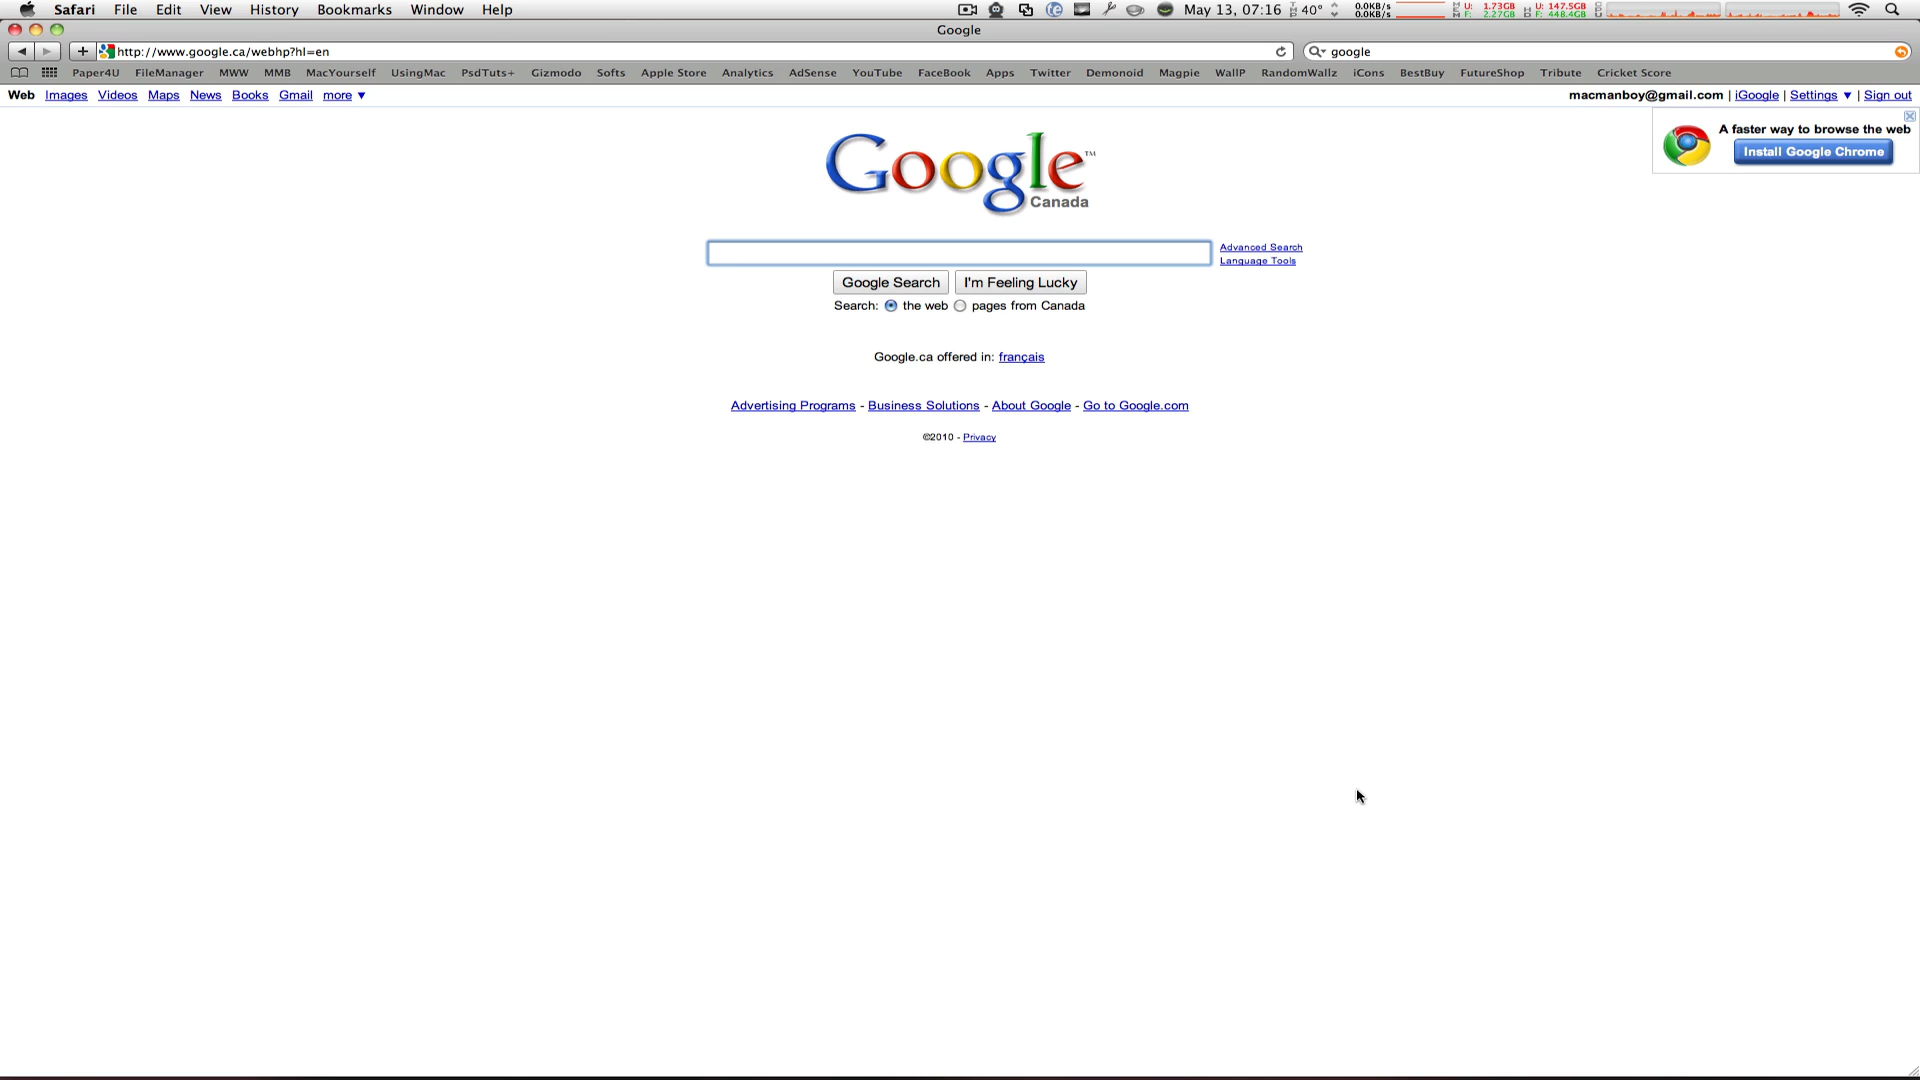 Safari File Edit View History Bookmarks Window Help May 13, 07:16 40° 0.0KB/s 0.0KB/s U: 1.73GB F: 2.27GB U: 147.5GB F: 448.4GB
Google
http://www.google.ca/webhp?hl=en google
Paper4U FileManager MWW MMB MacYourself UsingMac PsdTuts+ Gizmodo Softs Apple Store Analytics AdSense YouTube FaceBook Apps Twitter Demonoid Magpie WallP RandomWallz iCons BestBuy FutureShop Tribute Cricket Score
Web Images Videos Maps News Books Gmail more ▼ macmanboy@gmail.com | iGoogle | Settings ▼ | Sign out
A faster way to browse the web
Install Google Chrome
Google™
Canada
Advanced Search
Language Tools
Google Search I'm Feeling Lucky
Search: the web pages from Canada
Google.ca offered in: français
Advertising Programs - Business Solutions - About Google - Go to Google.com
©2010 - Privacy